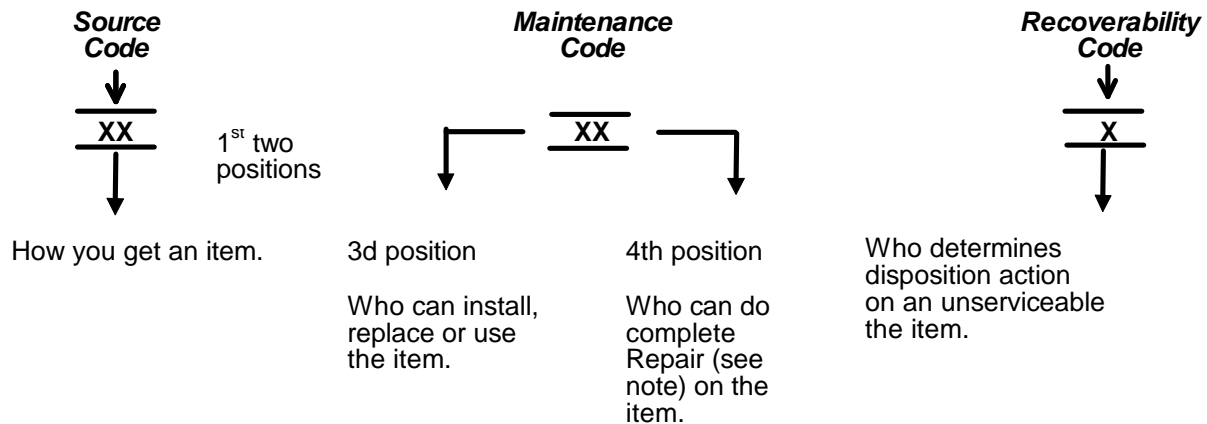 Source
Code
Maintenance
Code
Recoverability
Code
XX
1st two
positions
XX
X
How you get an item.
3d position
Who can install,
replace or use
the item.
4th position
Who can do
complete
Repair (see
note) on the
item.
Who determines
disposition action
on an unserviceable
the item.